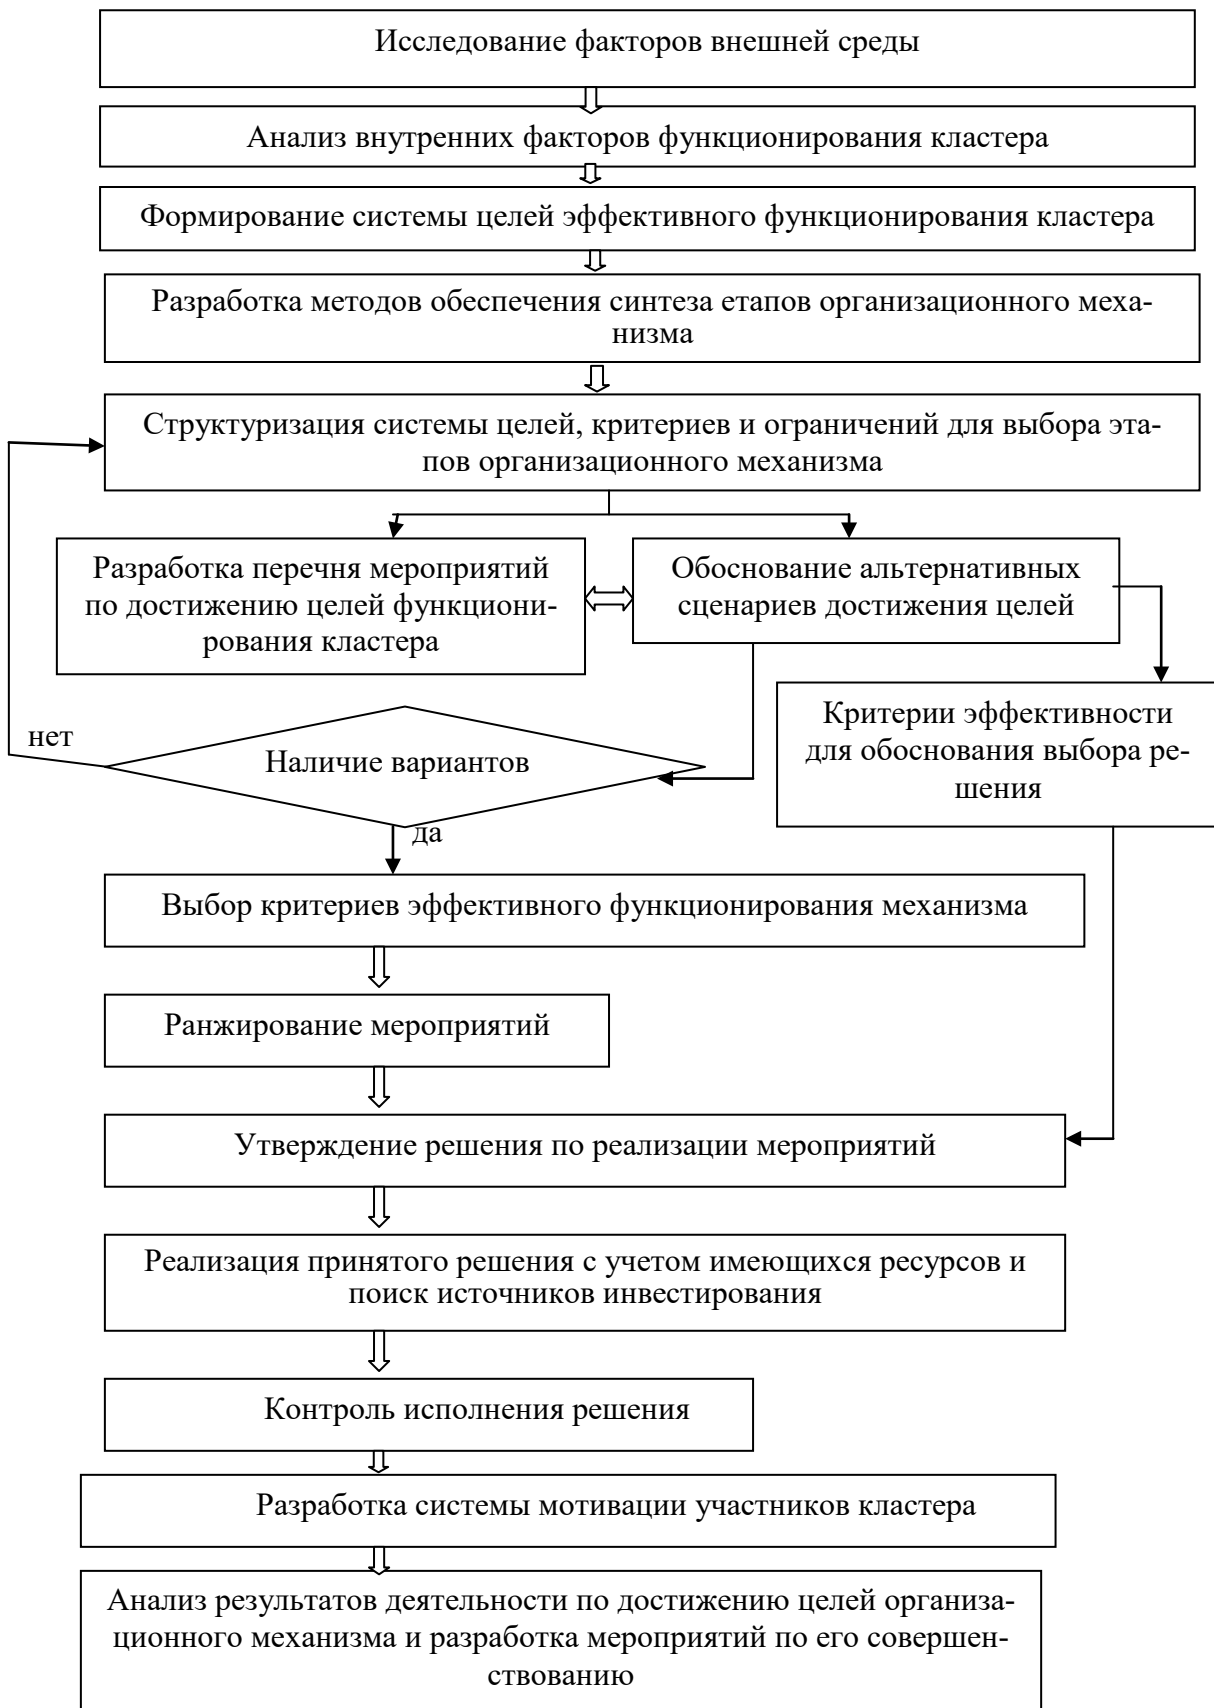 Исследование факторов внешней среды
Анализ внутренних факторов функционирования кластера
Формирование системы целей эффективного функционирования кластера
Разработка методов обеспечения синтеза етапов организационного меха-
низма
Структуризация системы целей, критериев и ограничений для выбора эта-
пов организационного механизма
Разработка перечня мероприятий
по достижению целей функциони-
рования кластера
Обоснование альтернативных
сценариев достижения целей
Критерии эффективности
для обоснования выбора ре-
шения
нет
Наличие вариантов
да
Выбор критериев эффективного функционирования механизма
Ранжирование мероприятий
Утверждение решения по реализации мероприятий
Реализация принятого решения с учетом имеющихся ресурсов и
поиск источников инвестирования
Контроль исполнения решения
Разработка системы мотивации участников кластера
Анализ результатов деятельности по достижению целей организа-
ционного механизма и разработка мероприятий по его совершен-
ствованию